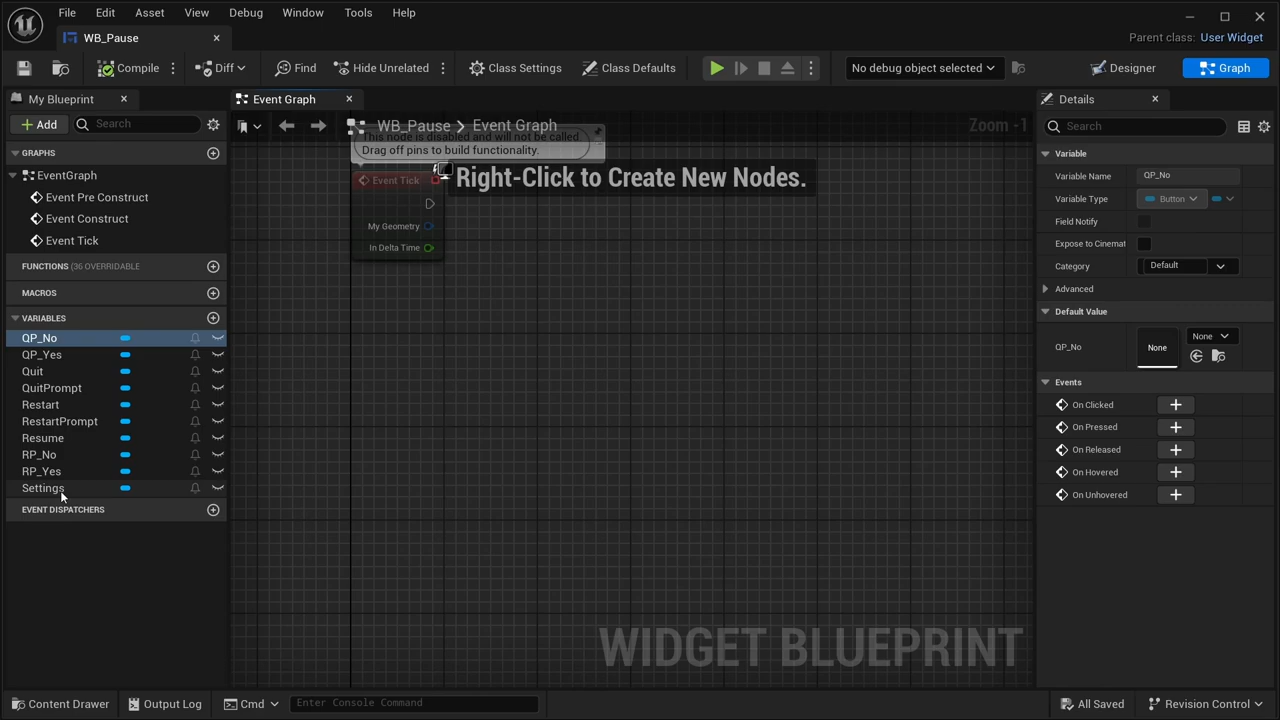 File Edit Asset View Debug Window Tools Help
WB_Pause
Parent class: User Widget
Compile Diff Find Hide Unrelated Class Settings Class Defaults No debug object selected Designer Graph
My Blueprint
Event Graph
Details
Add Search
WB_Pause > Event Graph
Zoom -1
Search
This node is disabled and will not be called.
Drag off pins to build functionality.
GRAPHS
EventGraph
Event Pre Construct
Event Construct
Event Tick
FUNCTIONS (36 OVERRIDABLE
MACROS
VARIABLES
QP_No
QP_Yes
Quit
QuitPrompt
Restart
RestartPrompt
Resume
RP_No
RP_Yes
Settings
EVENT DISPATCHERS
Event Tick
Right-Click to Create New Nodes.
My Geometry
In Delta Time
WIDGET BLUEPRINT
Variable
Variable Name QP_No
Variable Type Button
Field Notify
Expose to Cinemat
Category Default
Advanced
Default Value
QP_No None None
Events
On Clicked
On Pressed
On Released
On Hovered
On Unhovered
Content Drawer Output Log Cmd Enter Console Command All Saved Revision Control